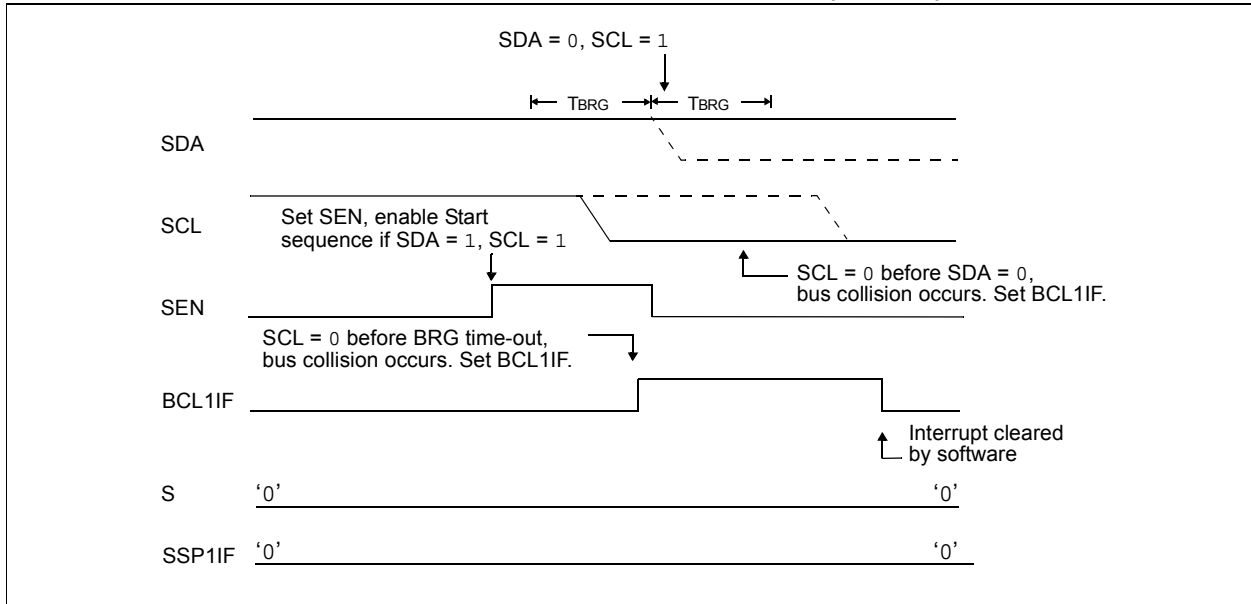 SDA = 0, SCL = 1
TBRG TBRG
SDA
SCL
Set SEN, enable Start
sequence if SDA = 1, SCL = 1
SCL = 0 before SDA = 0,
bus collision occurs. Set BCL1IF.
SEN
SCL = 0 before BRG time-out,
bus collision occurs. Set BCL1IF.
BCL1IF
Interrupt cleared
by software
S ‘0’ ‘0’
SSP1IF ‘0’ ‘0’